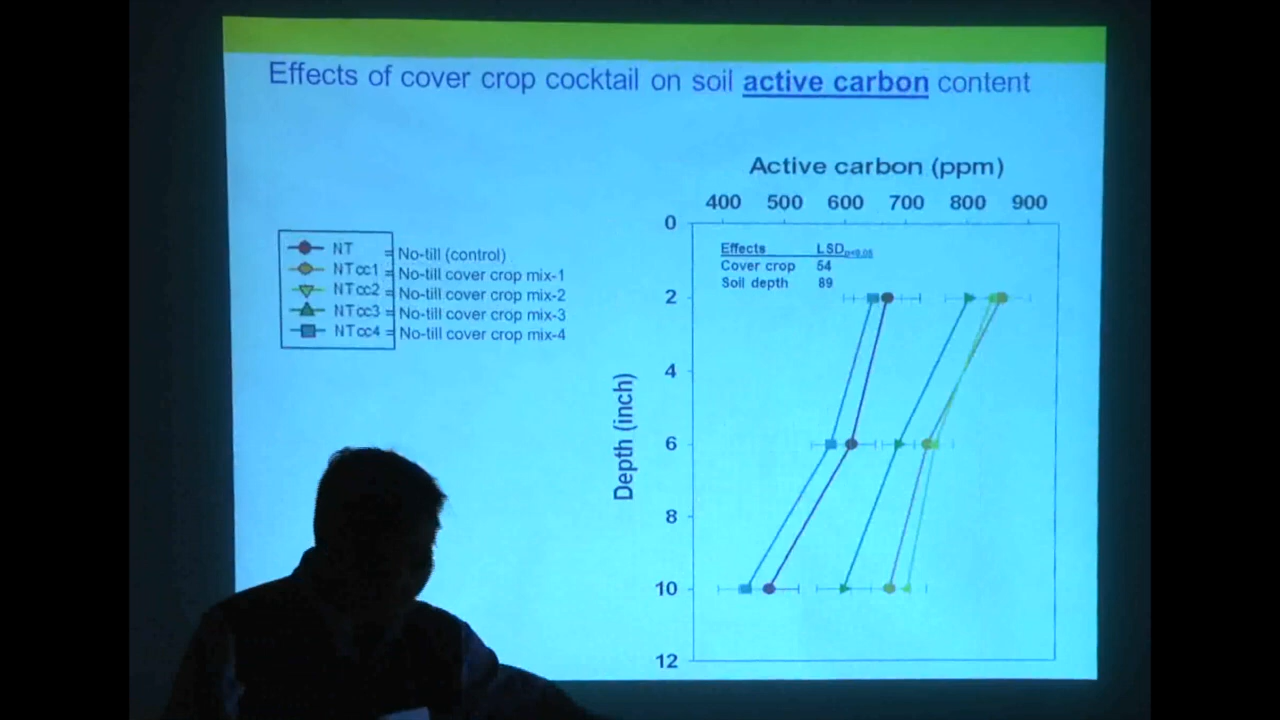 Effects of cover crop cocktail on soil active carbon content
Active carbon (ppm)
400 500 600 700 800 900
0
2
4
6
8
10
12
Depth (inch)
Effects LSDp<0.05
Cover crop 54
Soil depth 89
NT = No-till (control)
NTcc1 = No-till cover crop mix-1
NTcc2 = No-till cover crop mix-2
NTcc3 = No-till cover crop mix-3
NTcc4 = No-till cover crop mix-4